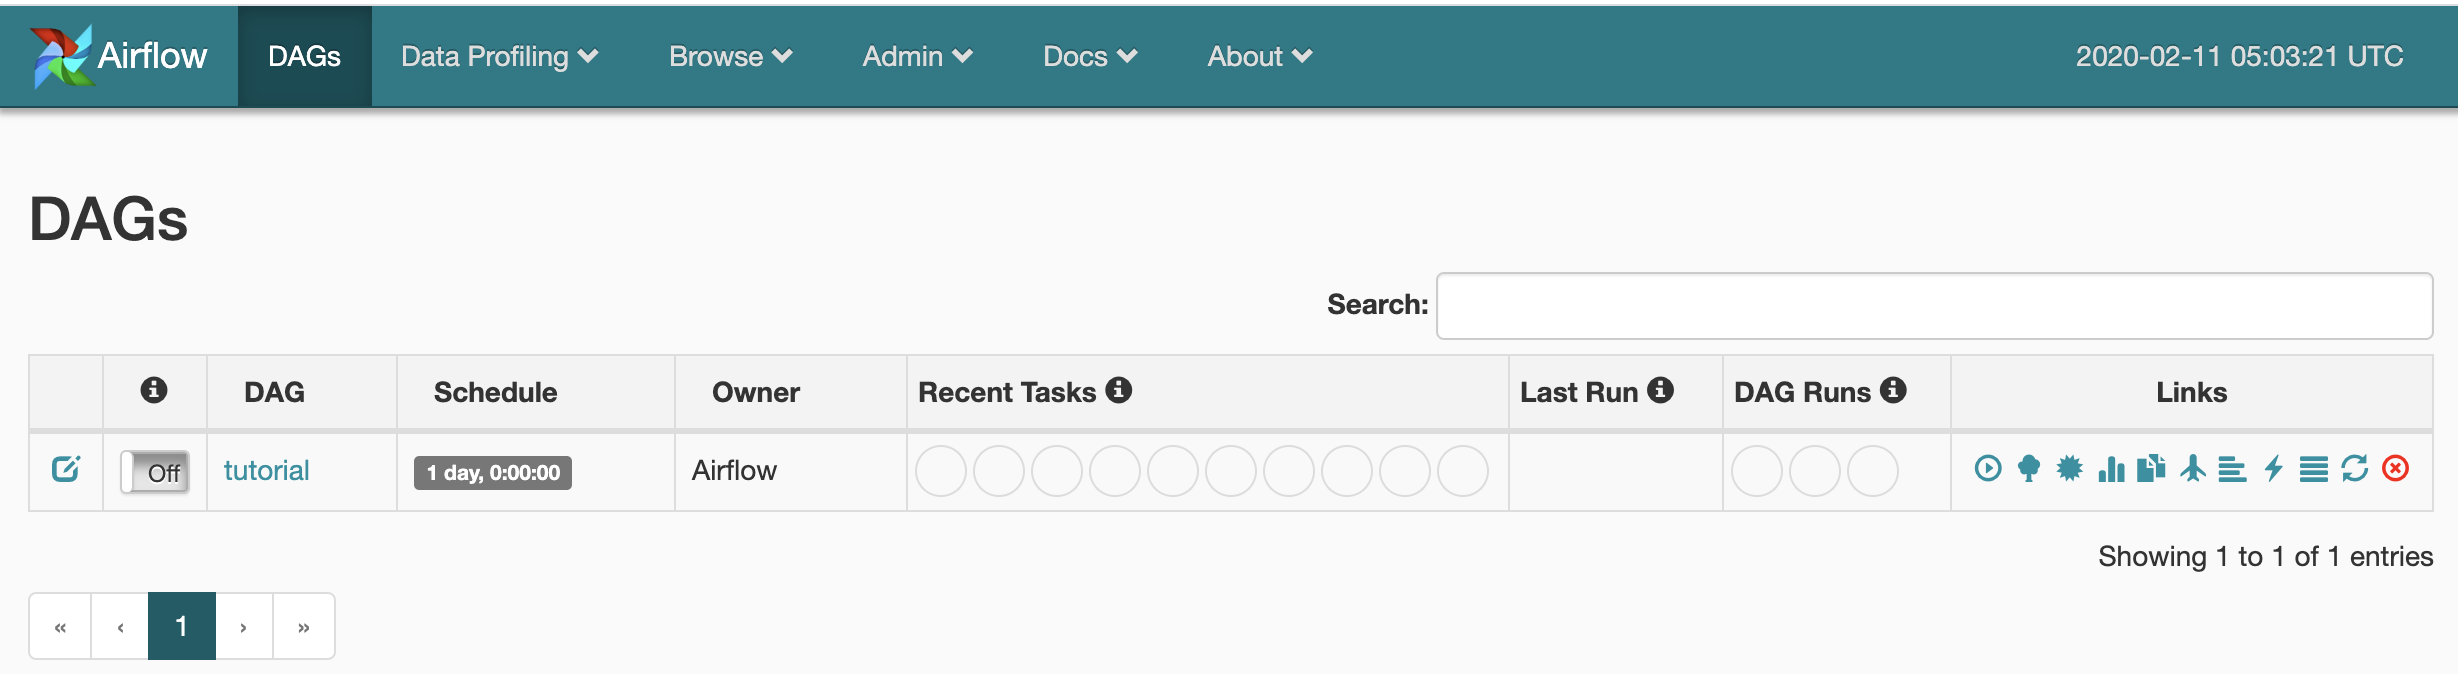 Airflow DAGs Data Profiling Browse Admin Docs About 2020-02-11 05:03:21 UTC
DAGs
Search:
DAG Schedule Owner Recent Tasks Last Run DAG Runs Links
Off tutorial 1 day, 0:00:00 Airflow
Showing 1 to 1 of 1 entries
« ‹ 1 › »